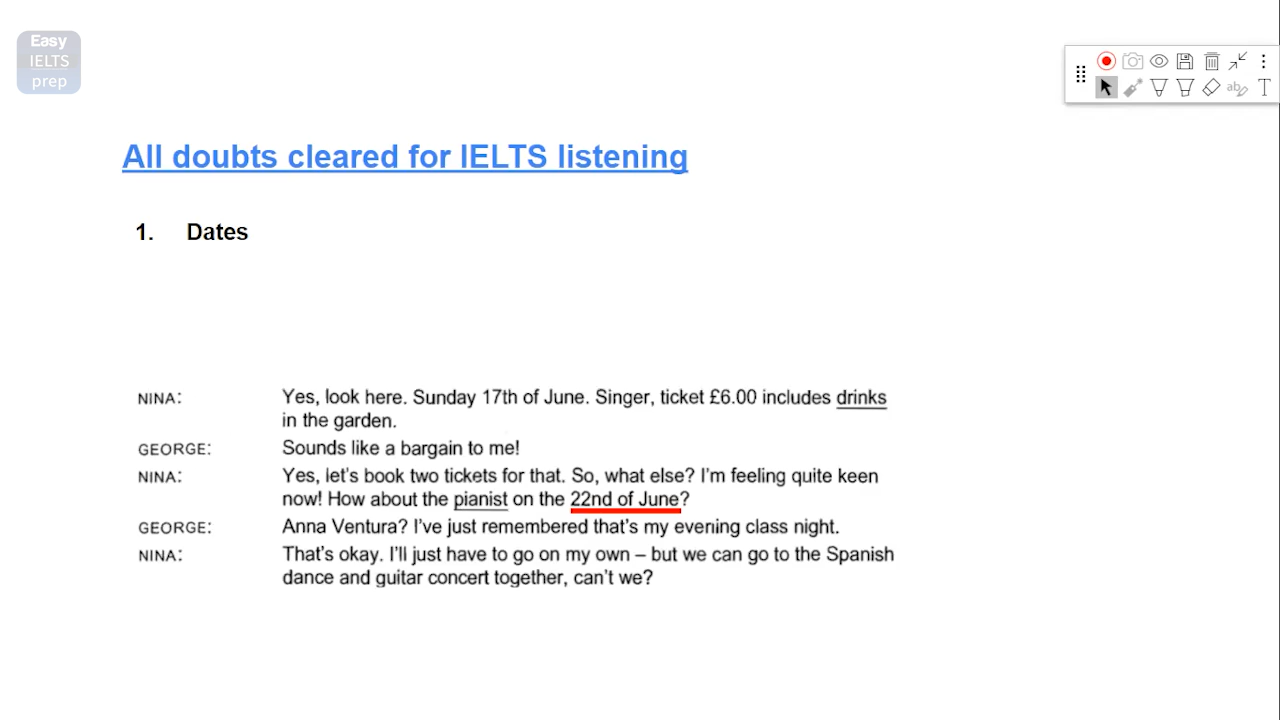 Easy
IELTS
prep
All doubts cleared for IELTS listening
1. Dates
NINA: Yes, look here. Sunday 17th of June. Singer, ticket £6.00 includes drinks
in the garden.
GEORGE: Sounds like a bargain to me!
NINA: Yes, let's book two tickets for that. So, what else? I'm feeling quite keen
now! How about the pianist on the 22nd of June?
GEORGE: Anna Ventura? I've just remembered that's my evening class night.
NINA: That's okay. I'll just have to go on my own – but we can go to the Spanish
dance and guitar concert together, can't we?